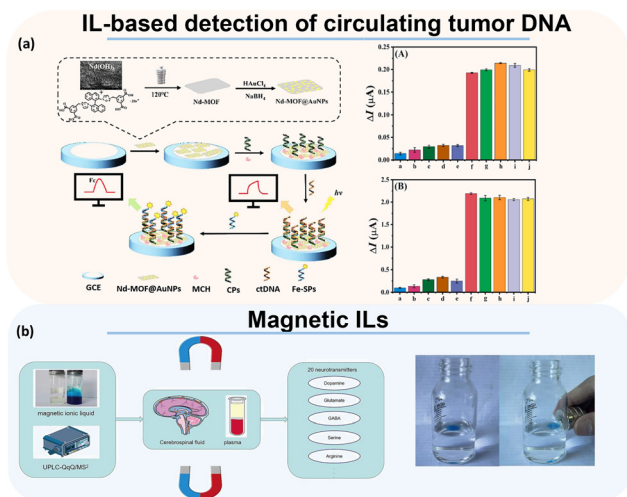 IL-based detection of circulating tumor DNA
(a)
Nd(OH)3
120°C
Nd-MOF
HAuCl4
NaBH4
Nd-MOF@AuNPs
CPs
Fc
hv
GCE
Nd-MOF@AuNPs
MCH
CPs
ctDNA
Fe-SPs
(A)
ΔI (μA)
0.25
0.20
0.15
0.10
0.05
0.00
a b c d e f g h i j
(B)
ΔI (μA)
2.0
1.5
1.0
0.5
0.0
a b c d e f g h i j
Magnetic ILs
(b)
magnetic ionic liquid
UPLC-QqQ/MS2
Cerebrospinal fluid
plasma
20 neurotransmitters
Dopamine
Glutamate
GABA
Serine
Arginine